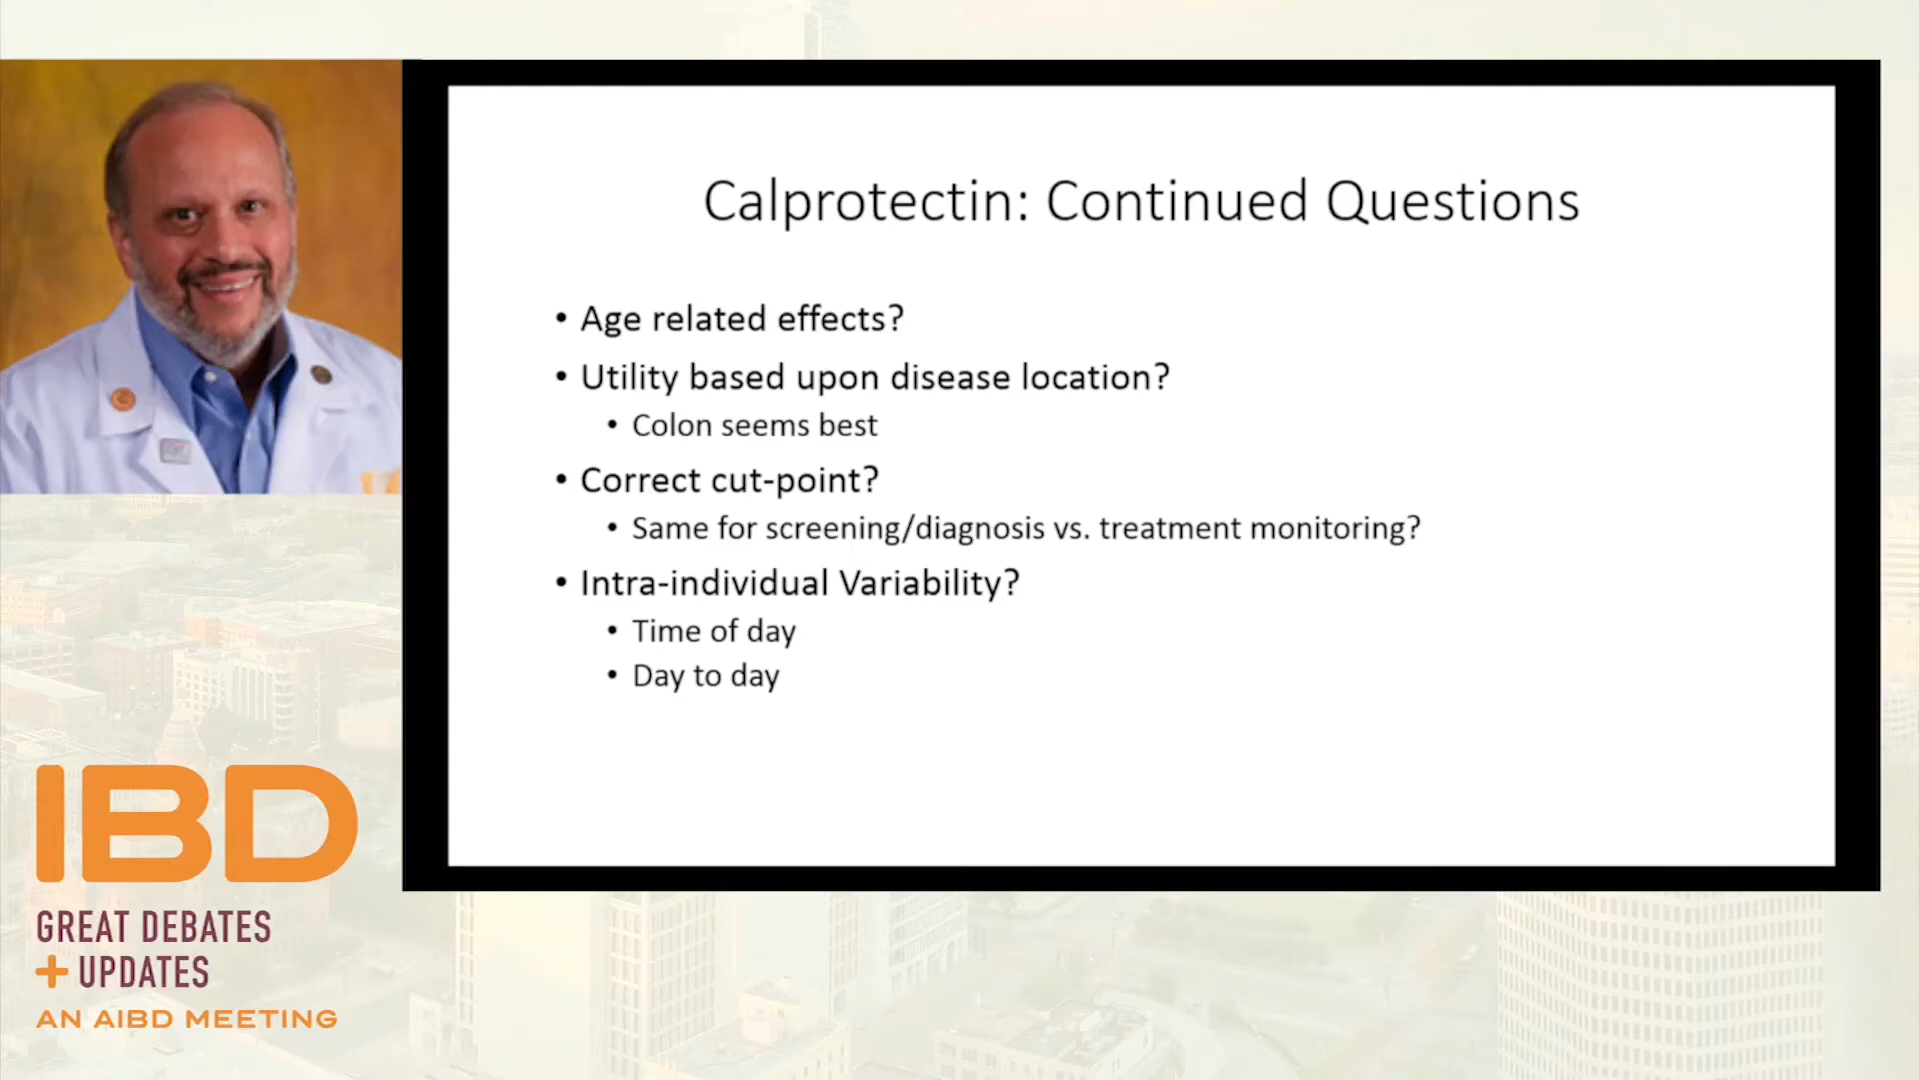 Calprotectin: Continued Questions
• Age related effects?
• Utility based upon disease location?
• Colon seems best
• Correct cut-point?
• Same for screening/diagnosis vs. treatment monitoring?
• Intra-individual Variability?
• Time of day
• Day to day
IBD
GREAT DEBATES
+ UPDATES
AN AIBD MEETING